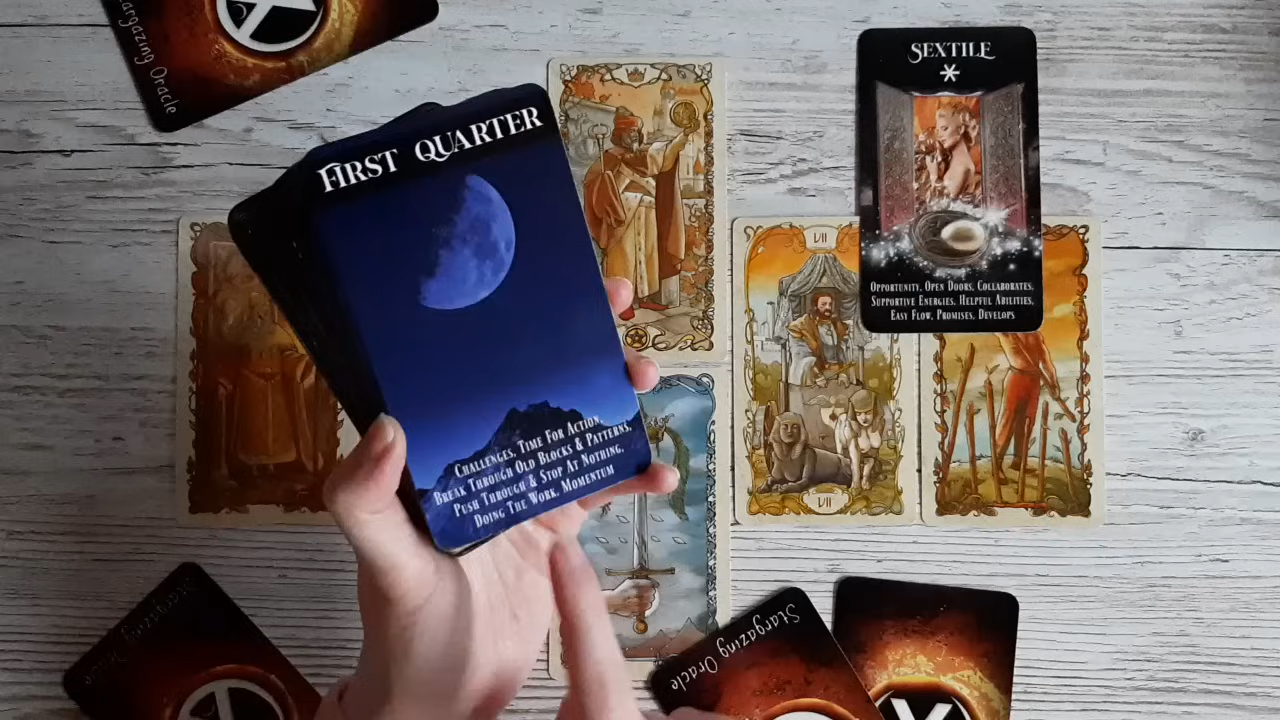 Stargazing Oracle
FIRST QUARTER
CHALLENGES, TIME FOR ACTION,
BREAK THROUGH OLD BLOCKS & PATTERNS,
PUSH THROUGH & STOP AT NOTHING,
DOING THE WORK, MOMENTUM
SEXTILE
OPPORTUNITY, OPEN DOORS, COLLABORATES,
SUPPORTIVE ENERGIES, HELPFUL ABILITIES,
EASY FLOW, PROMISES, DEVELOPS
VII
VII
Stargazing Oracle
Stargazing Oracle